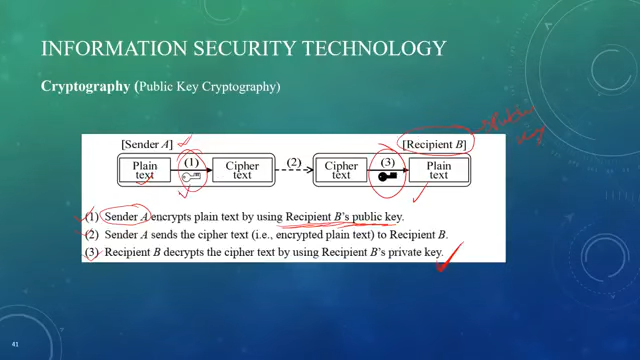 INFORMATION SECURITY TECHNOLOGY
Cryptography (Public Key Cryptography)
Public
key
[Sender A]
[Recipient B]
Plain
text
(1)
Cipher
text
(2)
Cipher
text
(3)
Plain
text
(1) Sender A encrypts plain text by using Recipient B's public key.
(2) Sender A sends the cipher text (i.e., encrypted plain text) to Recipient B.
(3) Recipient B decrypts the cipher text by using Recipient B's private key.
41